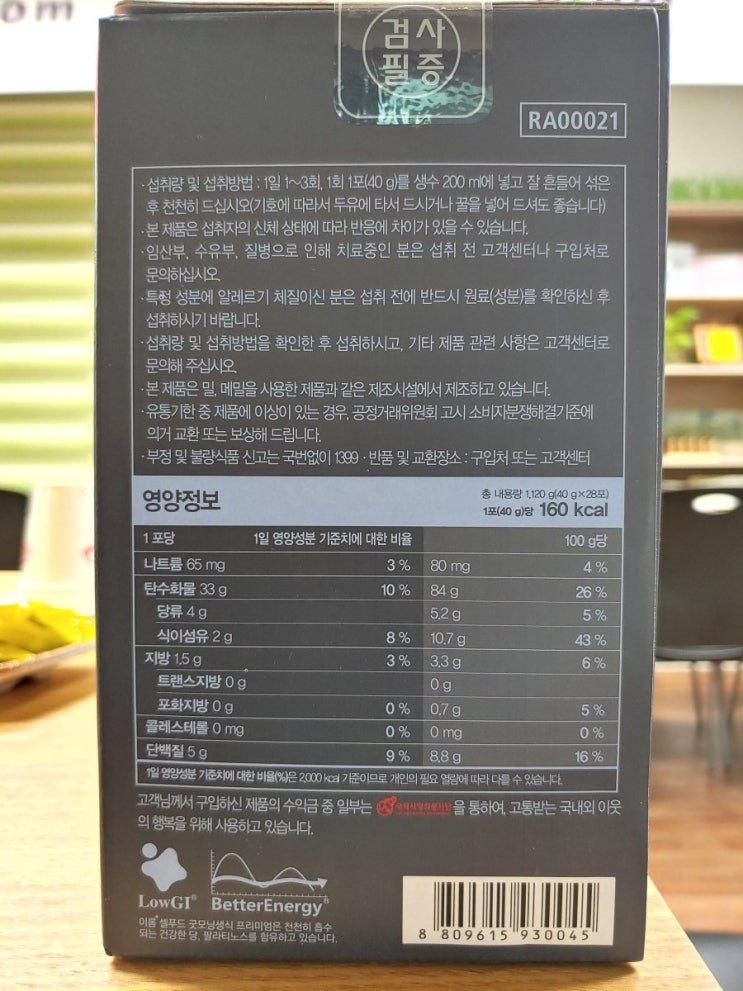 om
검사
필증
RA00021
· 섭취량 및 섭취방법 : 1일 1~3회, 1회 1포(40 g)를 생수 200 ml에 넣고 잘 흔들어 섞은
후 천천히 드십시오(기호에 따라서 두유에 타서 드시거나 꿀을 넣어 드셔도 좋습니다)
· 본 제품은 섭취자의 신체 상태에 따라 반응에 차이가 있을 수 있습니다.
· 임산부, 수유부, 질병으로 인해 치료중인 분은 섭취 전 고객센터나 구입처로
문의하십시오.
· 특정 성분에 알레르기 체질이신 분은 섭취 전에 반드시 원료(성분)를 확인하신 후
섭취하시기 바랍니다.
· 섭취량 및 섭취방법을 확인한 후 섭취하시고, 기타 제품 관련 사항은 고객센터로
문의해 주십시오.
· 본 제품은 밀, 메밀을 사용한 제품과 같은 제조시설에서 제조하고 있습니다.
· 유통기한 중 제품에 이상이 있는 경우, 공정거래위원회 고시 소비자분쟁해결기준에
의거 교환 또는 보상해 드립니다.
· 부정 및 불량식품 신고는 국번없이 1399 · 반품 및 교환장소 : 구입처 또는 고객센터
영양정보 총 내용량 1,120 g(40 g×28포)
1포(40 g)당 160 kcal
1 포당 1일 영양성분 기준치에 대한 비율 100 g당
나트륨 65 mg 3 % 80 mg 4 %
탄수화물 33 g 10 % 84 g 26 %
당류 4 g 5.2 g 5 %
식이섬유 2 g 8 % 10.7 g 43 %
지방 1.5 g 3 % 3.3 g 6 %
트랜스지방 0 g 0 g
포화지방 0 g 0 % 0.7 g 5 %
콜레스테롤 0 mg 0 % 0 mg 0 %
단백질 5 g 9 % 8.8 g 16 %
1일 영양성분 기준치에 대한 비율(%)은 2,000 kcal 기준이므로 개인의 필요 열량에 따라 다를 수 있습니다.
고객님께서 구입하신 제품의 수익금 중 일부는 국제사랑의봉사단을 통하여, 고통받는 국내외 이웃
의 행복을 위해 사용하고 있습니다.
LowGI® BetterEnergy®
이롬 셀푸드 굿모닝생식 프리미엄은 천천히 흡수
되는 건강한 당, 팔라티노스를 함유하고 있습니다.
8 809615 930045